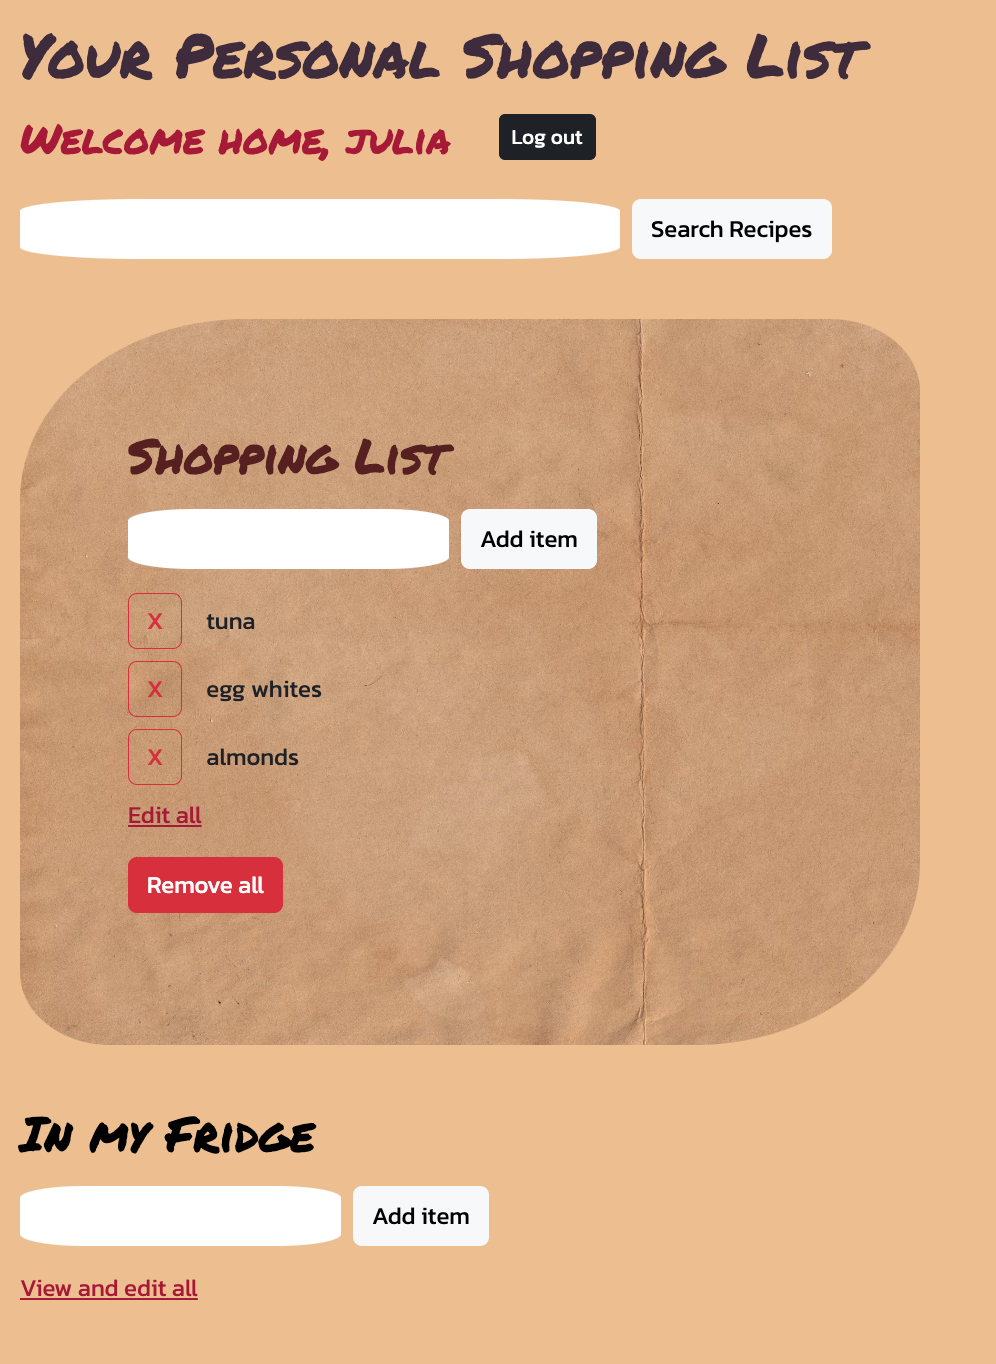 Your Personal Shopping List
Welcome home, julia
Log out
Search Recipes
Shopping List
Add item
X tuna
X egg whites
X almonds
Edit all
Remove all
In my Fridge
Add item
View and edit all